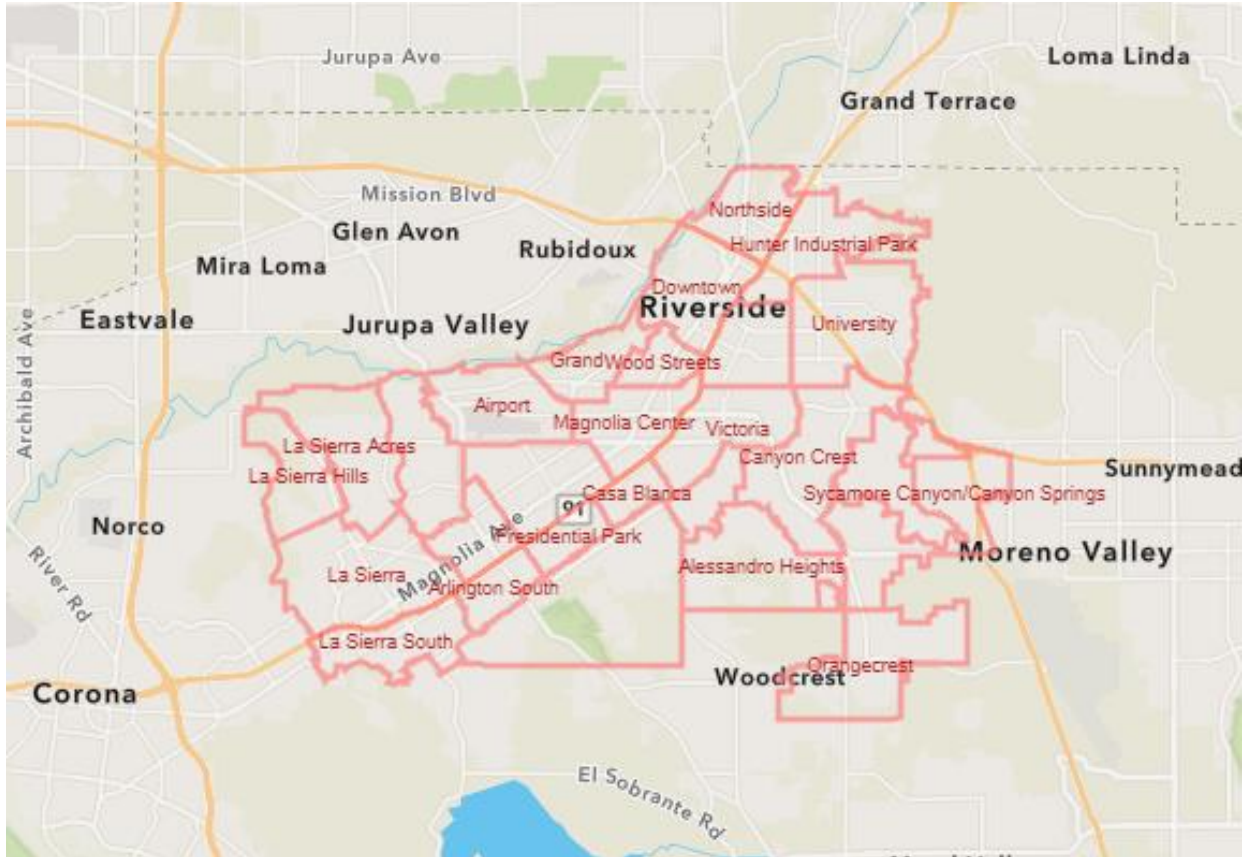 Jurupa Ave
Loma Linda
Grand Terrace
Mission Blvd
Northside
Glen Avon
Rubidoux
Hunter Industrial Park
Mira Loma
Downtown
Riverside
Eastvale
Jurupa Valley
University
Archibald Ave
Grand
Wood Streets
Airport
Magnolia Center
Victoria
La Sierra Acres
Canyon Crest
La Sierra Hills
Sunnymead
Casa Blanca
Sycamore Canyon/Canyon Springs
91
Norco
Presidential Park
Magnolia Ave
Moreno Valley
River Rd
La Sierra
Arlington South
Alessandro Heights
La Sierra South
Orangecrest
Woodcrest
Corona
El Sobrante Rd